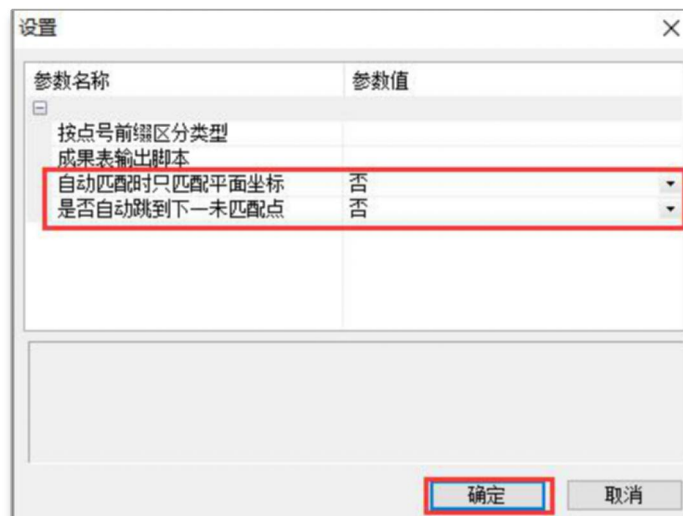 设置
参数名称 参数值
按点号前缀区分类型
成果表输出脚本
自动匹配时只匹配平面坐标 否
是否自动跳到下一未匹配点 否
确定 取消